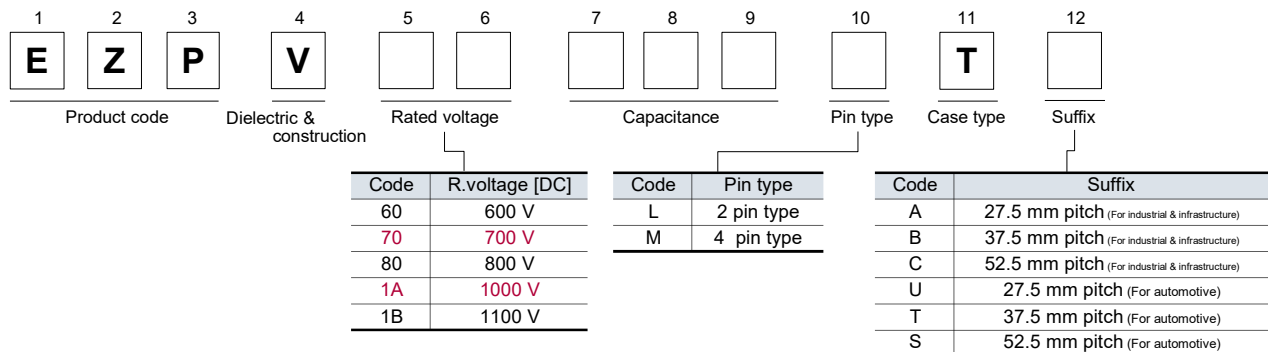 1 2 3 4 5 6 7 8 9 10 11 12
E Z P V T
Product code Dielectric & construction Rated voltage Capacitance Pin type Case type Suffix
Code R.voltage [DC]
60 600 V
70 700 V
80 800 V
1A 1000 V
1B 1100 V
Code Pin type
L 2 pin type
M 4 pin type
Code Suffix
A 27.5 mm pitch (For industrial & infrastructure)
B 37.5 mm pitch (For industrial & infrastructure)
C 52.5 mm pitch (For industrial & infrastructure)
U 27.5 mm pitch (For automotive)
T 37.5 mm pitch (For automotive)
S 52.5 mm pitch (For automotive)